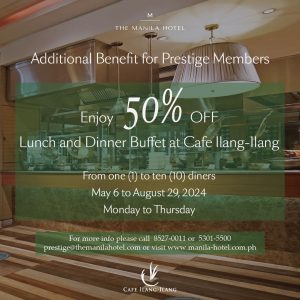 M
THE MANILA HOTEL
Additional Benefit for Prestige Members
Enjoy 50% OFF
Lunch and Dinner Buffet at Cafe Ilang-Ilang
From one (1) to ten (10) diners
May 6 to August 29, 2024
Monday to Thursday
For more info please call 8527-0011 or 5301-5500
prestige@themanilahotel.com or visit www.manila-hotel.com.ph
CAFE ILANG-ILANG